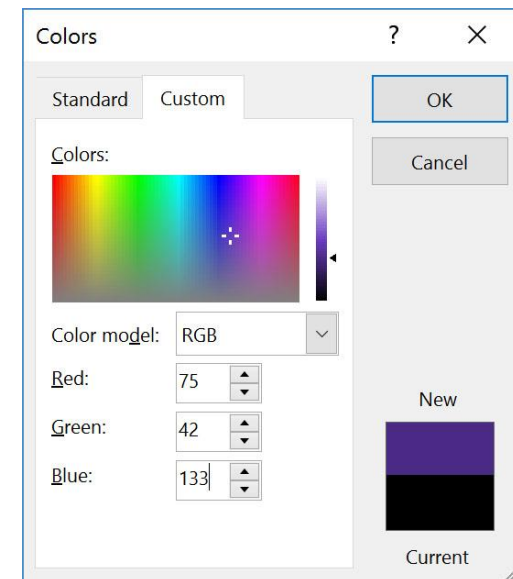 Colors ? X
Standard Custom
OK
Cancel
Colors:
Color model: RGB
Red: 75
Green: 42
Blue: 133
New
Current